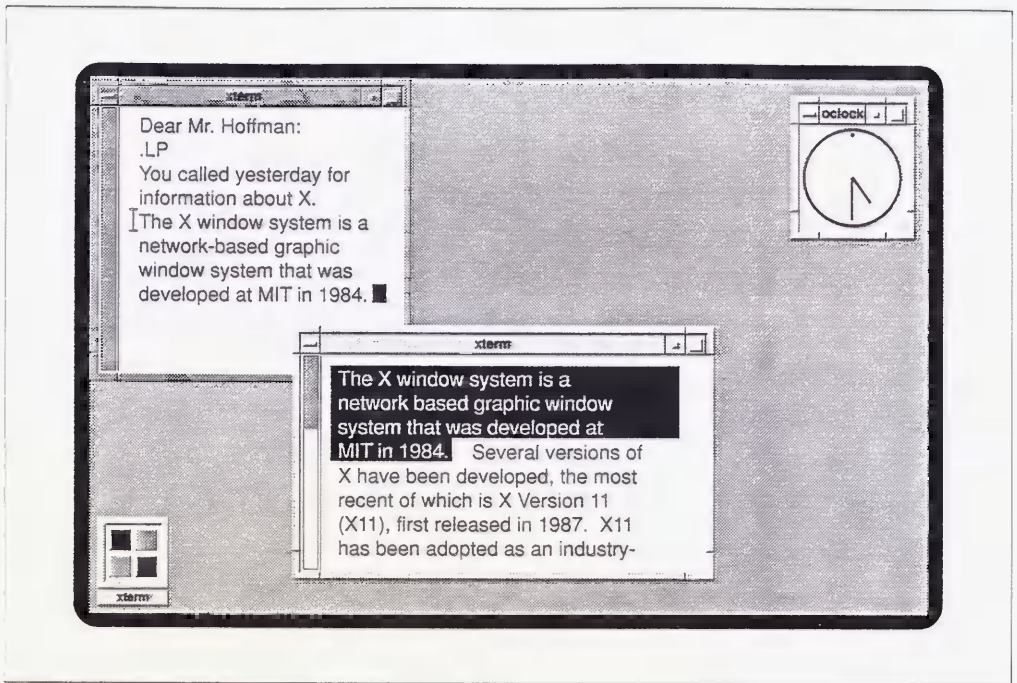 xterm
Dear Mr. Hoffman:
.LP
You called yesterday for
information about X.
The X window system is a
network-based graphic
window system that was
developed at MIT in 1984.
oclock
xterm
The X window system is a
network based graphic window
system that was developed at
MIT in 1984. Several versions of
X have been developed, the most
recent of which is X Version 11
(X11), first released in 1987. X11
has been adopted as an industry-
xterm